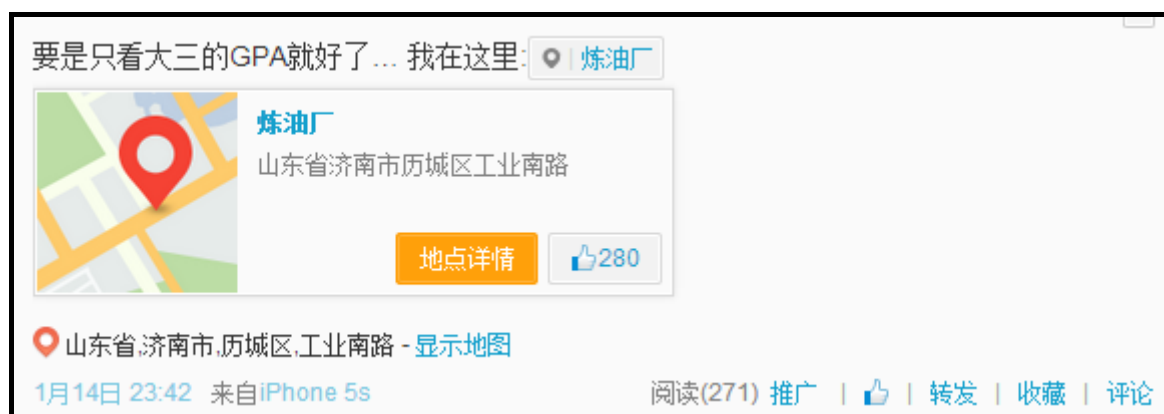 要是只看大三的GPA就好了... 我在这里: 炼油厂
炼油厂
山东省济南市历城区工业南路
地点详情 280
山东省,济南市,历城区,工业南路 - 显示地图
1月14日 23:42 来自iPhone 5s 阅读(271) 推广 | | 转发 | 收藏 | 评论